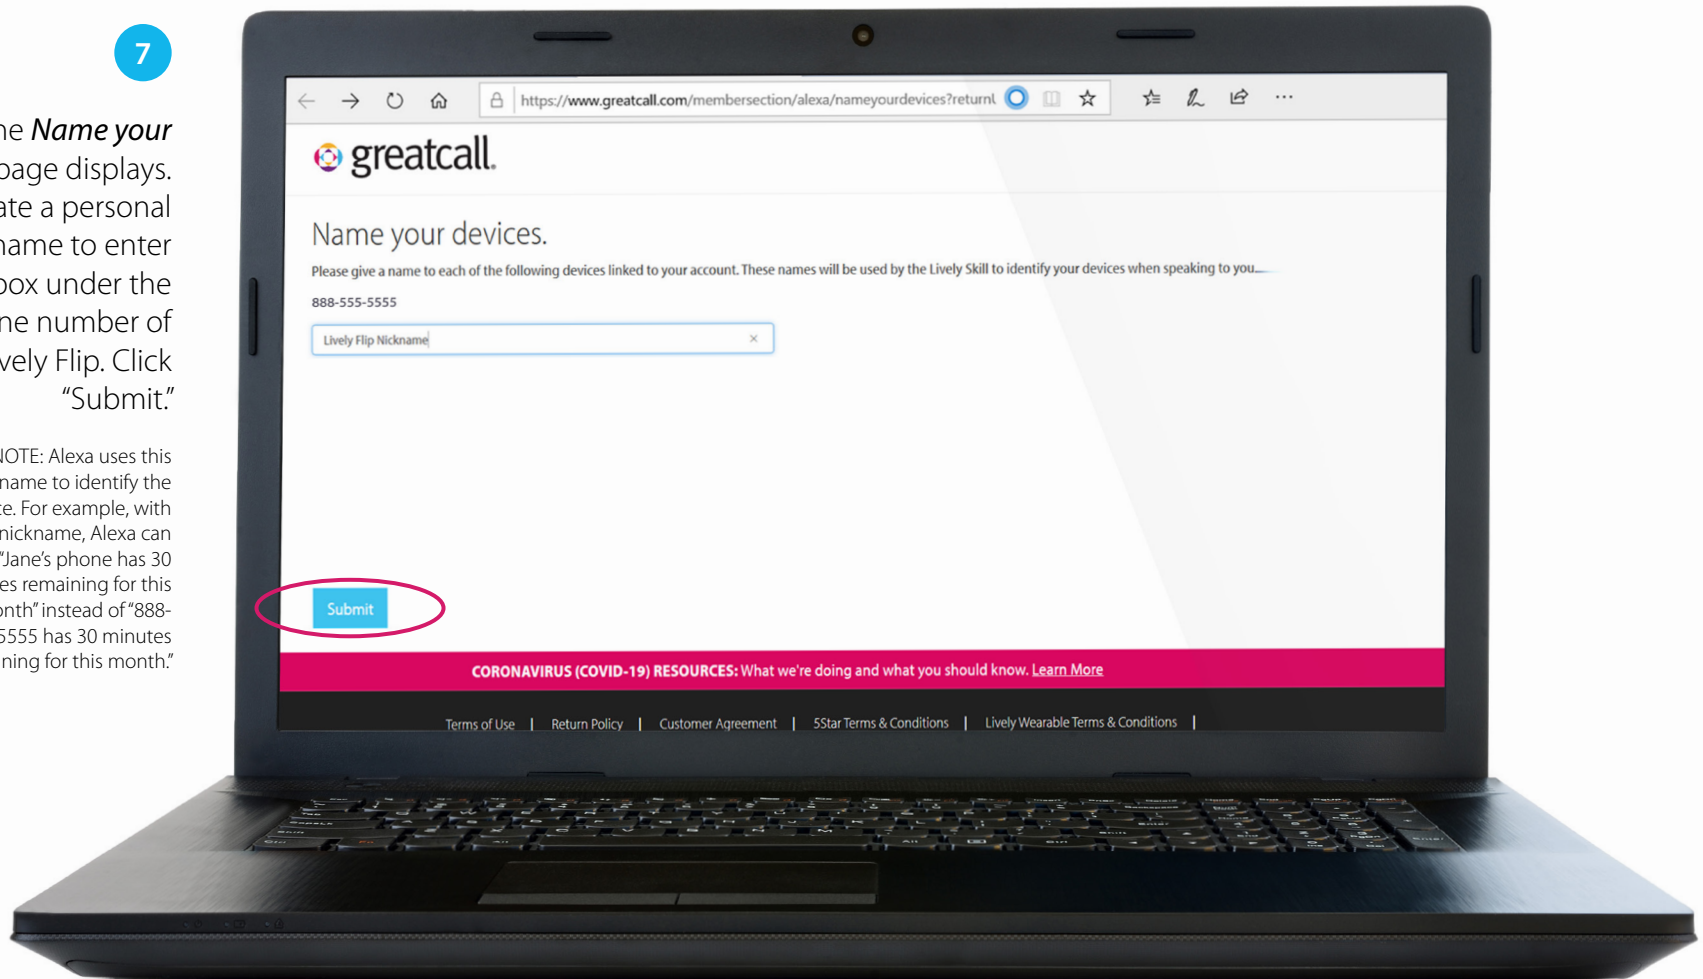 7
ne Name your
page displays.
ate a personal
name to enter
box under the
ne number of
vely Flip. Click
“Submit.”
NOTE: Alexa uses this
name to identify the
ce. For example, with
nickname, Alexa can
“Jane’s phone has 30
es remaining for this
onth” instead of “888-
5555 has 30 minutes
ning for this month.”
https://www.greatcall.com/membersection/alexa/nameyourdevices?returnU
greatcall.
Name your devices.
Please give a name to each of the following devices linked to your account. These names will be used by the Lively Skill to identify your devices when speaking to you.
888-555-5555
Lively Flip Nickname
Submit
CORONAVIRUS (COVID-19) RESOURCES: What we're doing and what you should know. Learn More
Terms of Use | Return Policy | Customer Agreement | 5Star Terms & Conditions | Lively Wearable Terms & Conditions |